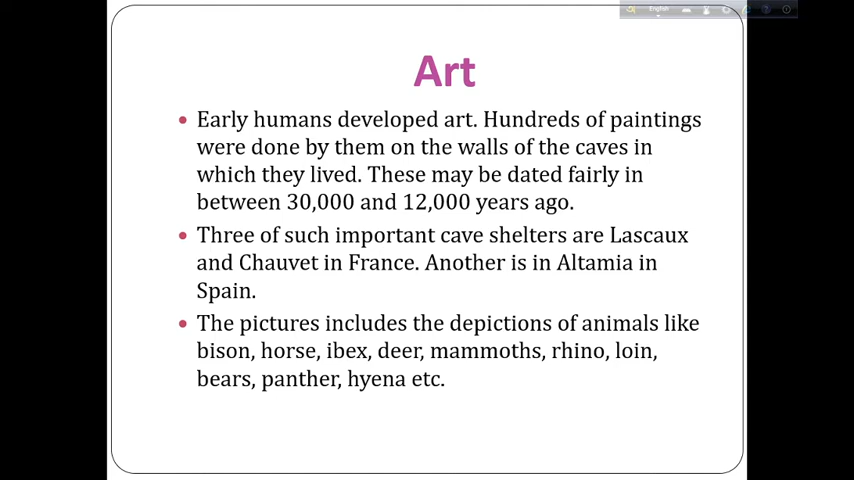 English
Art
• Early humans developed art. Hundreds of paintings
were done by them on the walls of the caves in
which they lived. These may be dated fairly in
between 30,000 and 12,000 years ago.
• Three of such important cave shelters are Lascaux
and Chauvet in France. Another is in Altamia in
Spain.
• The pictures includes the depictions of animals like
bison, horse, ibex, deer, mammoths, rhino, loin,
bears, panther, hyena etc.